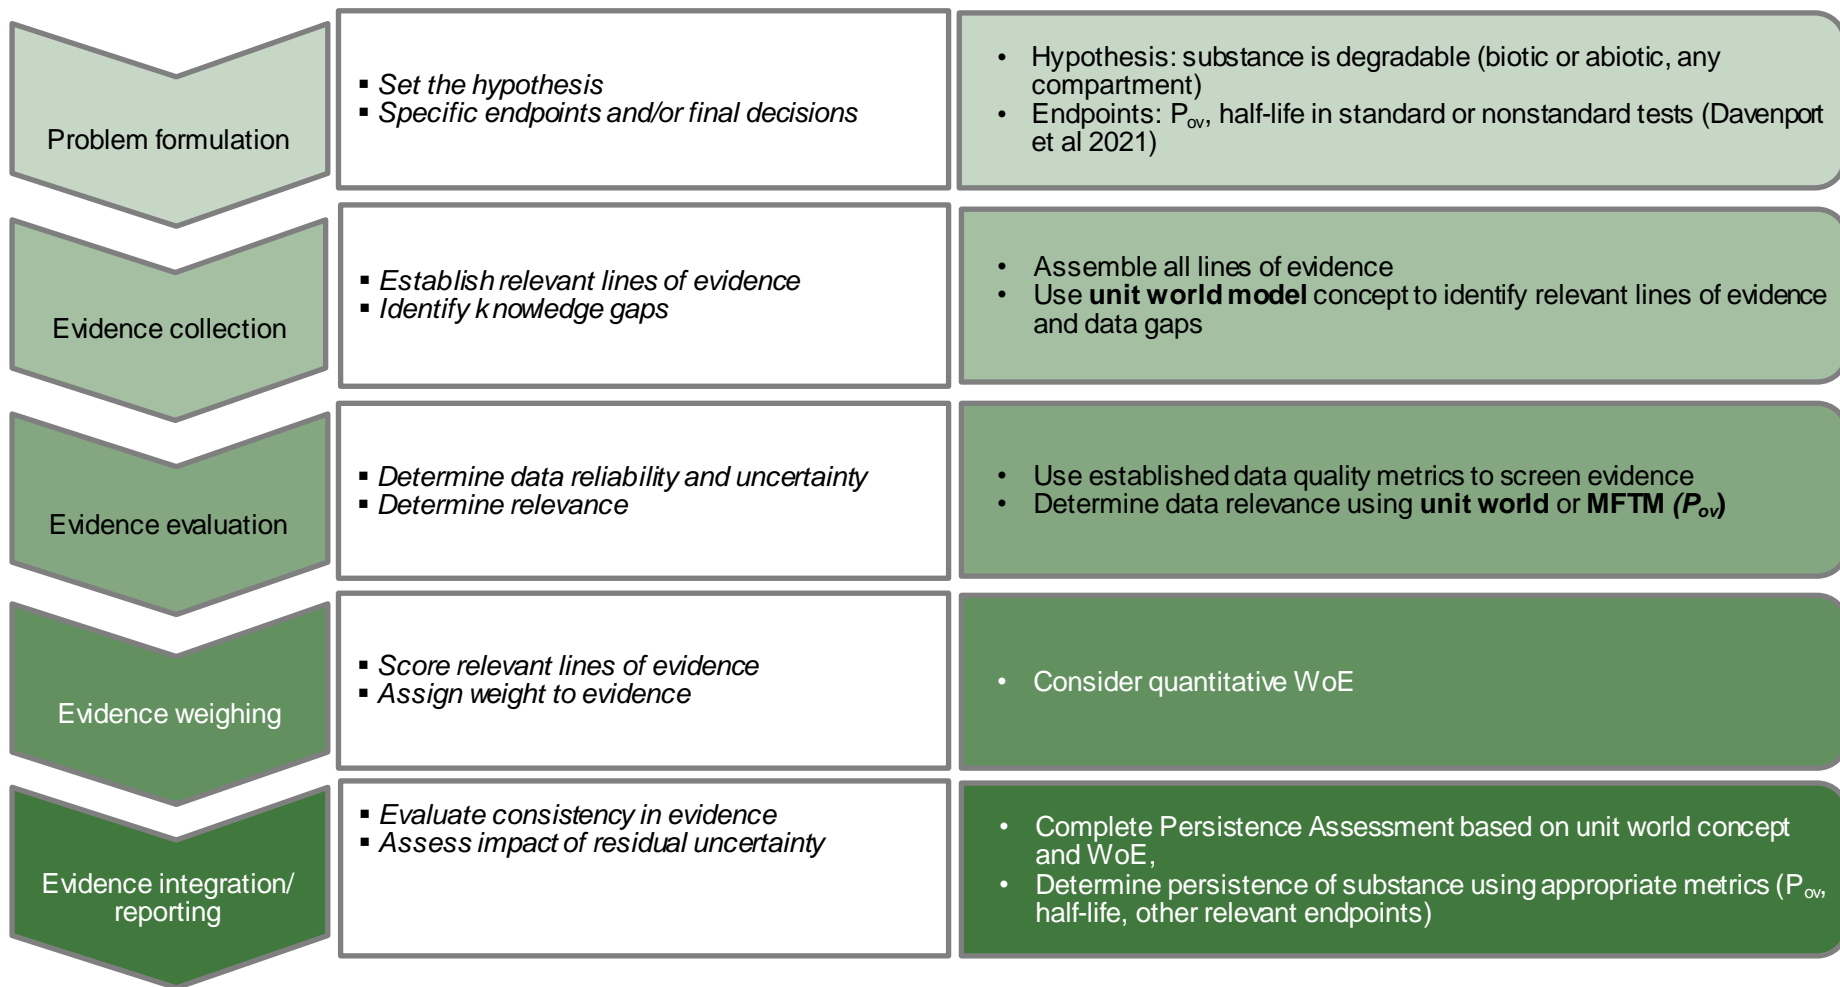 Problem formulation
▪ Set the hypothesis
▪ Specific endpoints and/or final decisions
• Hypothesis: substance is degradable (biotic or abiotic, any
compartment)
• Endpoints: Pov, half-life in standard or nonstandard tests (Davenport
et al 2021)
Evidence collection
▪ Establish relevant lines of evidence
▪ Identify knowledge gaps
• Assemble all lines of evidence
• Use unit world model concept to identify relevant lines of evidence
and data gaps
Evidence evaluation
▪ Determine data reliability and uncertainty
▪ Determine relevance
• Use established data quality metrics to screen evidence
• Determine data relevance using unit world or MFTM (Pov)
Evidence weighing
▪ Score relevant lines of evidence
▪ Assign weight to evidence
• Consider quantitative WoE
Evidence integration/
reporting
▪ Evaluate consistency in evidence
▪ Assess impact of residual uncertainty
• Complete Persistence Assessment based on unit world concept
and WoE,
• Determine persistence of substance using appropriate metrics (Pov,
half-life, other relevant endpoints)